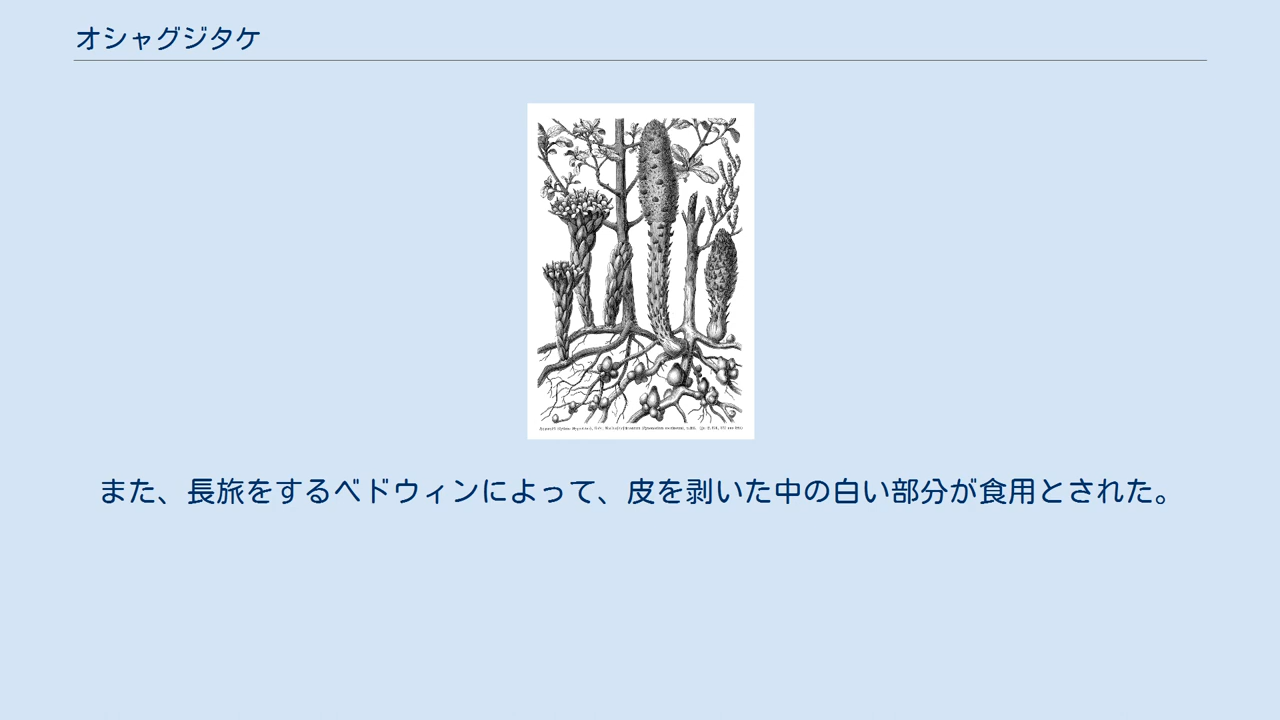 オシャグジタケ
また、長旅をするベドウィンによって、皮を剥いた中の白い部分が食用とされた。